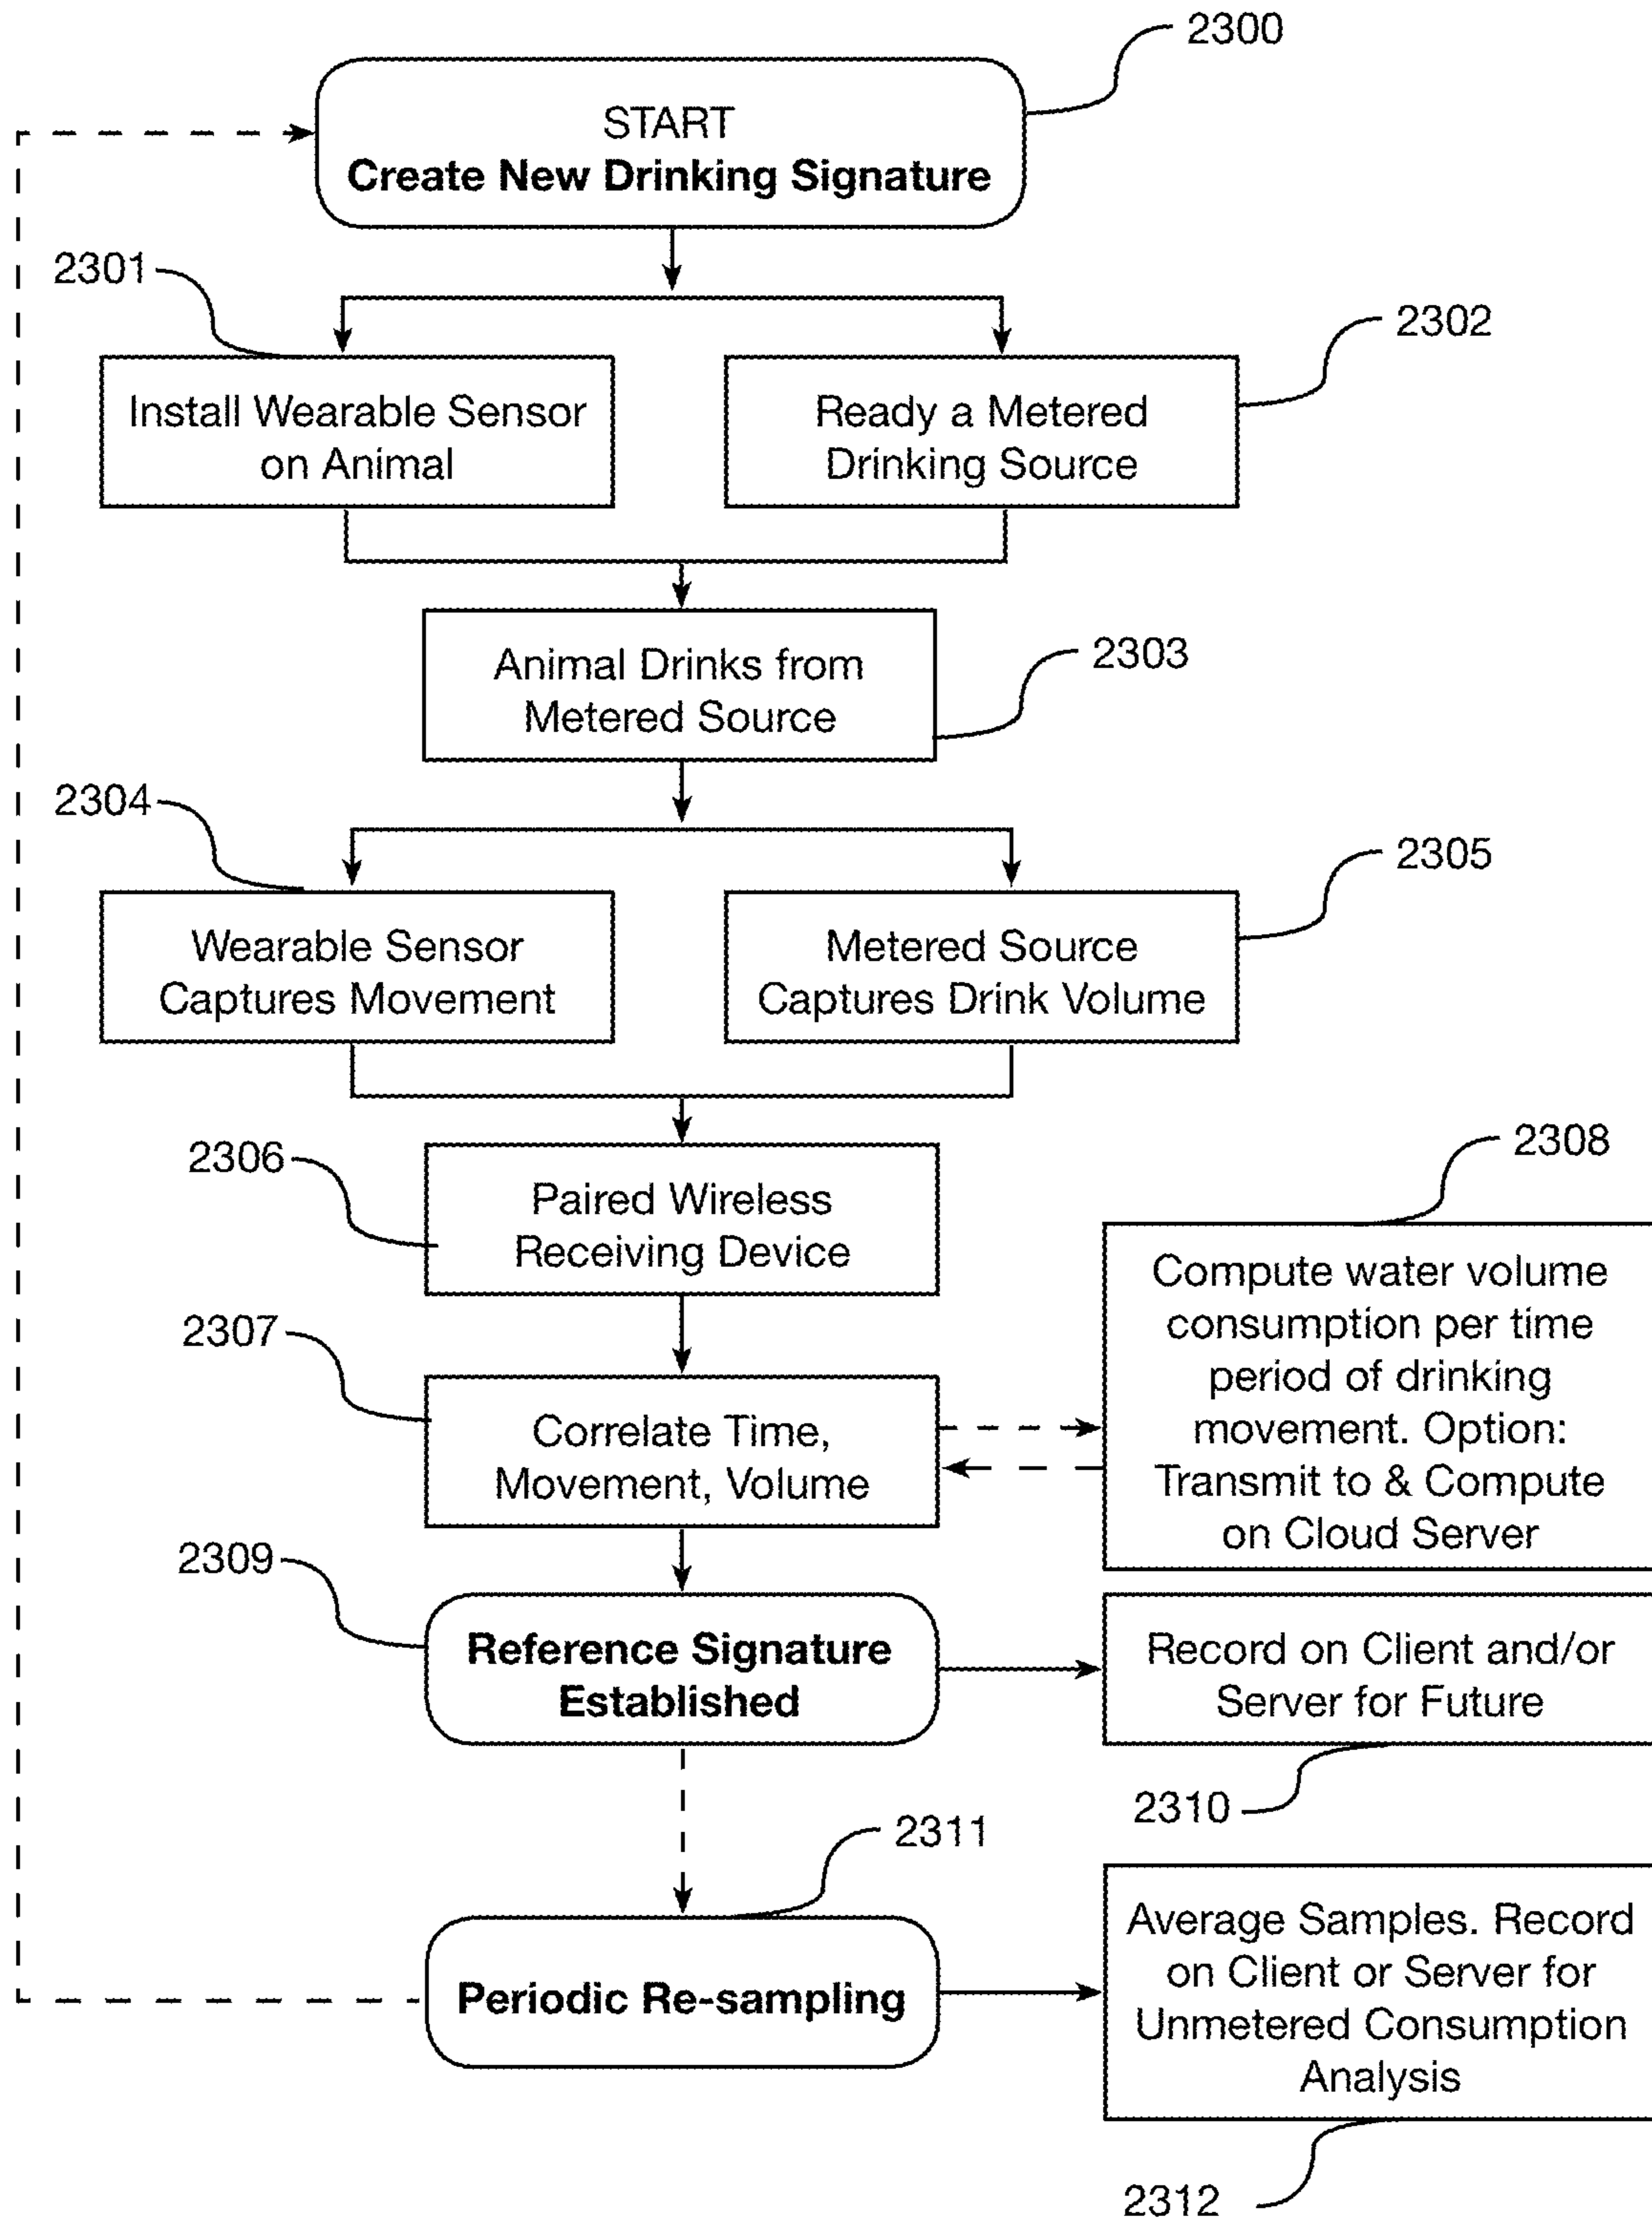 2300
START
Create New Drinking Signature
2301
2302
Install Wearable Sensor
on Animal
Ready a Metered
Drinking Source
Animal Drinks from
Metered Source
2303
2304
2305
Wearable Sensor
Captures Movement
Metered Source
Captures Drink Volume
2306
Paired Wireless
Receiving Device
2308
Compute water volume
consumption per time
period of drinking
movement. Option:
Transmit to & Compute
on Cloud Server
2307
Correlate Time,
Movement, Volume
2309
Reference Signature
Established
Record on Client and/or
Server for Future
2310
2311
Periodic Re-sampling
Average Samples. Record
on Client or Server for
Unmetered Consumption
Analysis
2312